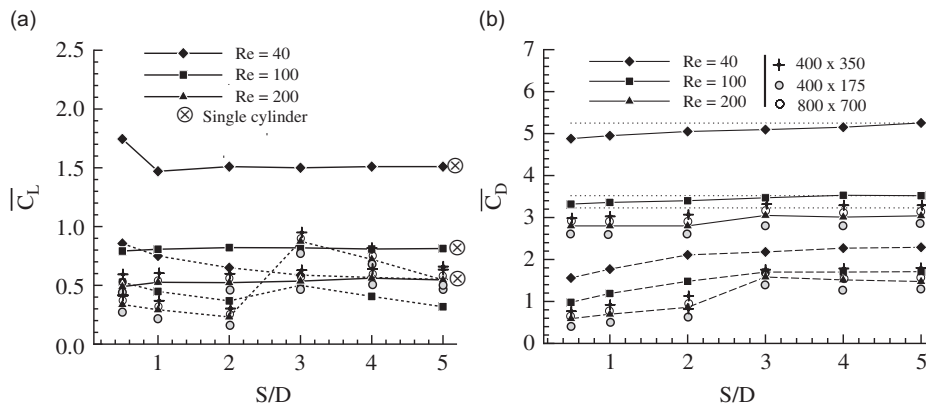 (a)
2.5
2.0
1.5
1.0
0.5
0.0
C_L
Re = 40
Re = 100
Re = 200
Single cylinder
1
2
3
4
5
S/D
(b)
7
6
5
4
3
2
1
0
C_D
Re = 40
Re = 100
Re = 200
400 x 350
400 x 175
800 x 700
1
2
3
4
5
S/D